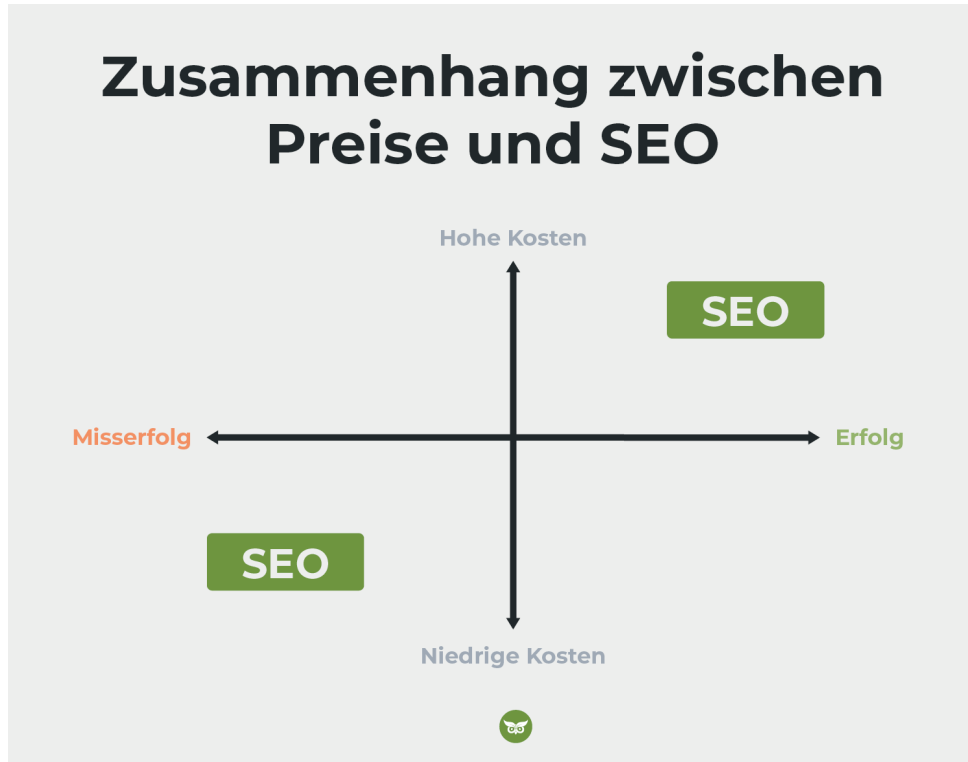 Zusammenhang zwischen
Preise und SEO
Hohe Kosten
SEO
Misserfolg
Erfolg
SEO
Niedrige Kosten